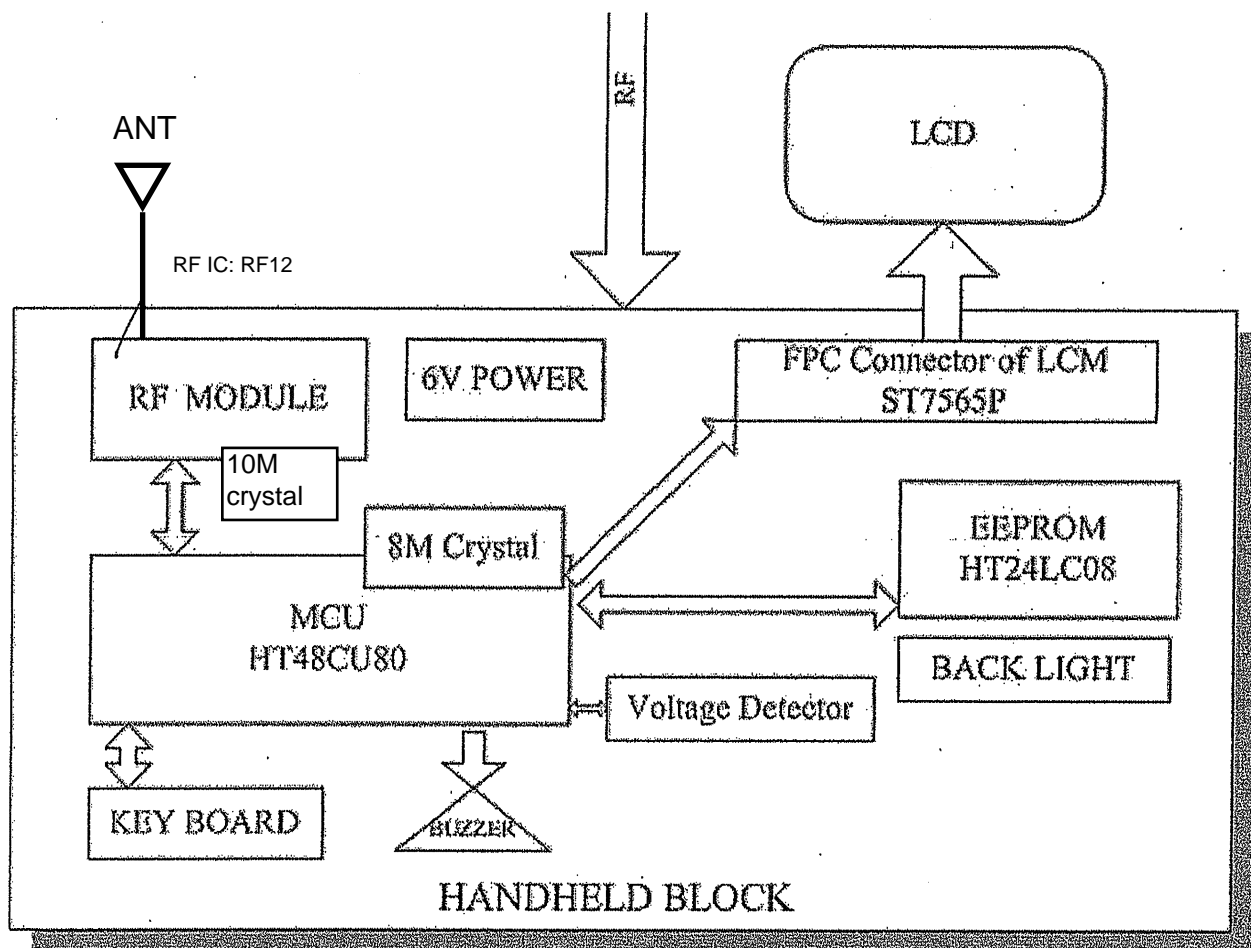 RF
LCD
ANT
RF IC: RF12
RF MODULE
6V POWER
FPC Connector of LCM
ST7565P
10M
crystal
8M Crystal
EEPROM
HT24LC08
MCU
HT48CU80
BACK LIGHT
Voltage Detector
KEY BOARD
BUZZER
HANDHELD BLOCK